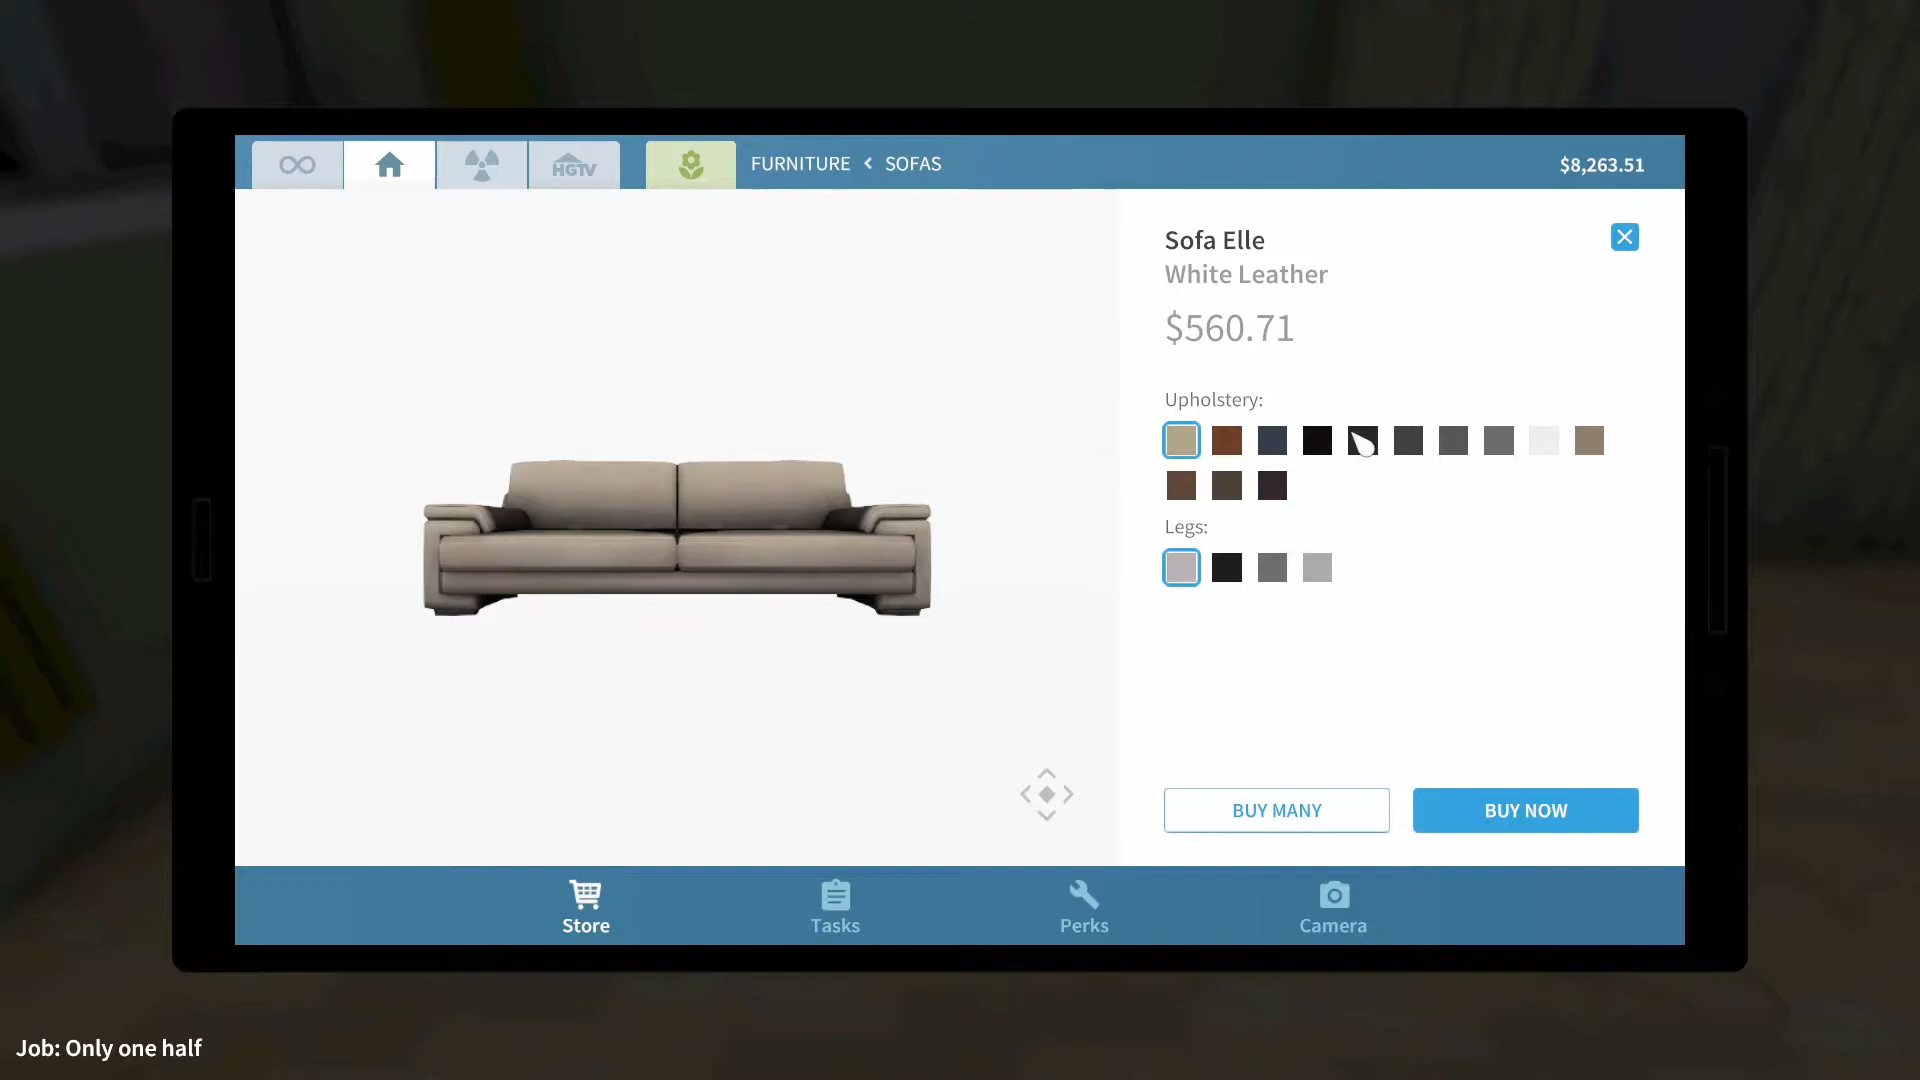 HGTV
FURNITURE < SOFAS
$8,263.51
Sofa Elle
White Leather
$560.71
Upholstery:
Legs:
BUY MANY
BUY NOW
Store
Tasks
Perks
Camera
Job: Only one half